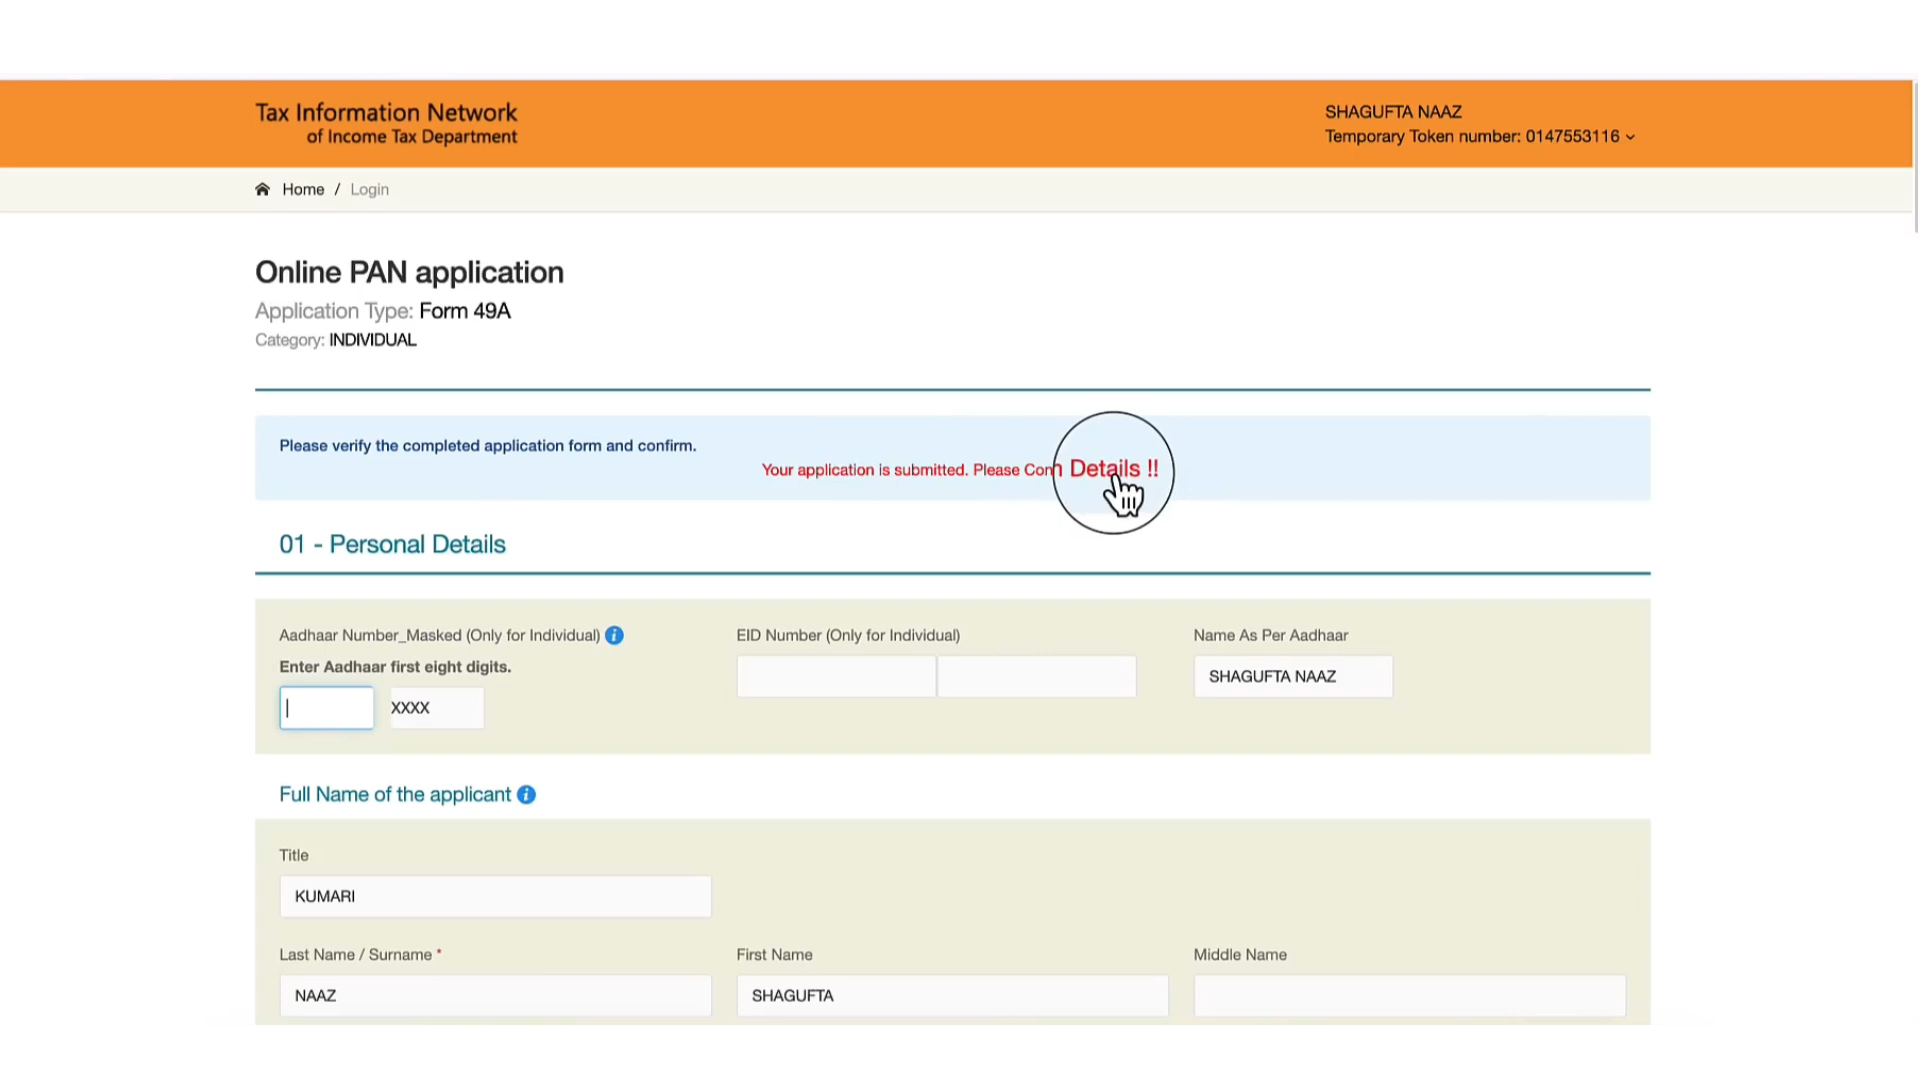 Tax Information Network
of Income Tax Department
SHAGUFTA NAAZ
Temporary Token number: 0147553116
Home / Login
Online PAN application
Application Type: Form 49A
Category: INDIVIDUAL
Please verify the completed application form and confirm.
Your application is submitted. Please Details !!
01 - Personal Details
Aadhaar Number_Masked (Only for Individual)
EID Number (Only for Individual)
Name As Per Aadhaar
Enter Aadhaar first eight digits.
SHAGUFTA NAAZ
XXXX
Full Name of the applicant
Title
KUMARI
Last Name / Surname *
First Name
Middle Name
NAAZ
SHAGUFTA